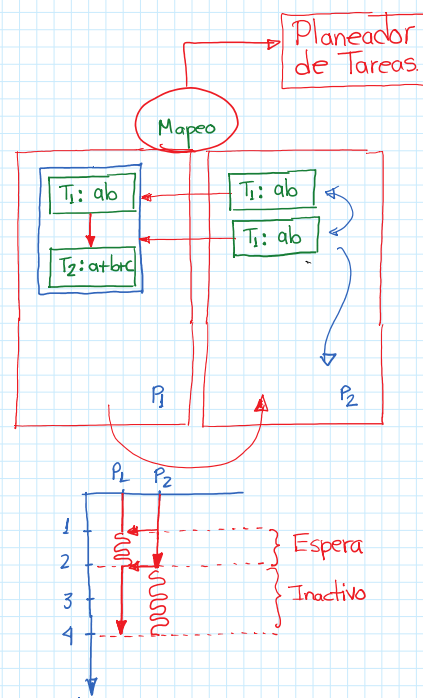 Planeador
de Tareas.
Mapeo
T1: ab
T1: ab
T1: ab
T2: a+b+c
P1
P2
P1 P2
1
2
3
4
Espera
Inactivo